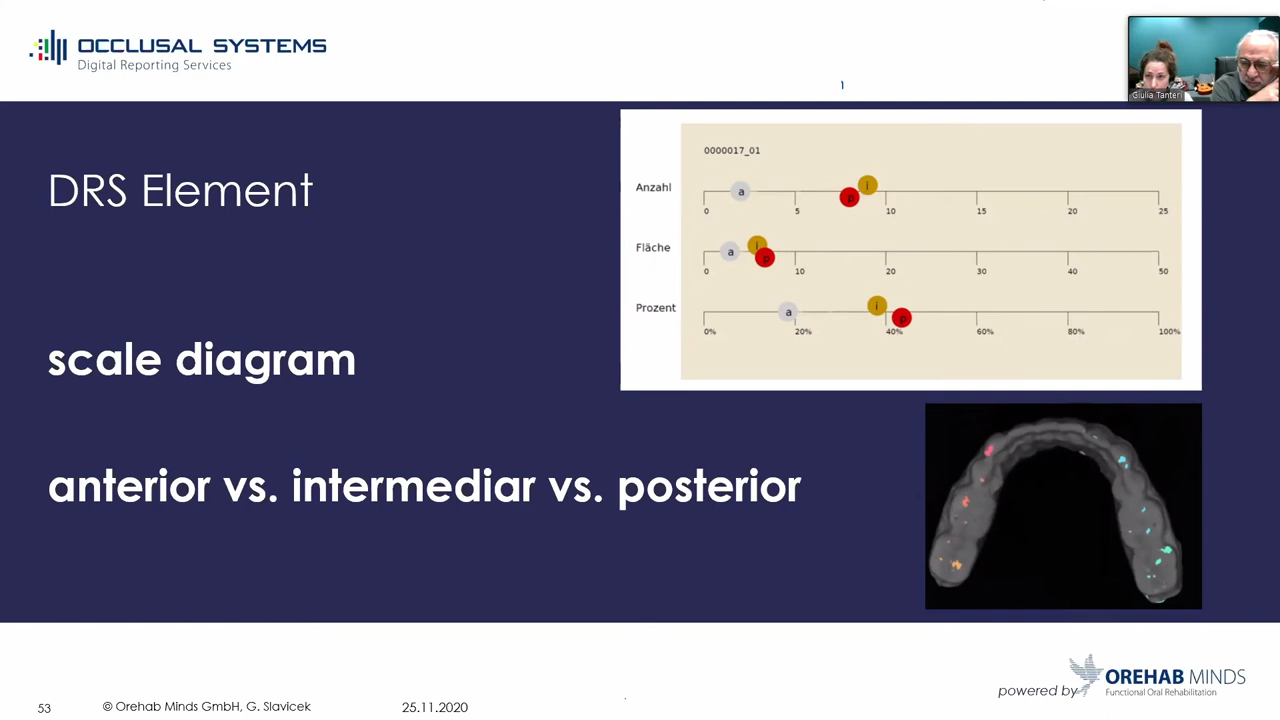 OCCLUSAL SYSTEMS
Digital Reporting Services
Giulia Tanteri
DRS Element
scale diagram
anterior vs. intermediar vs. posterior
0000017_01
Anzahl
a p i
0 5 10 15 20 25
Fläche
a i p
0 10 20 30 40 50
Prozent
a i p
0% 20% 40% 60% 80% 100%
powered by
OREHAB MINDS
Functional Oral Rehabilitation
53
© Orehab Minds GmbH, G. Slavicek
25.11.2020